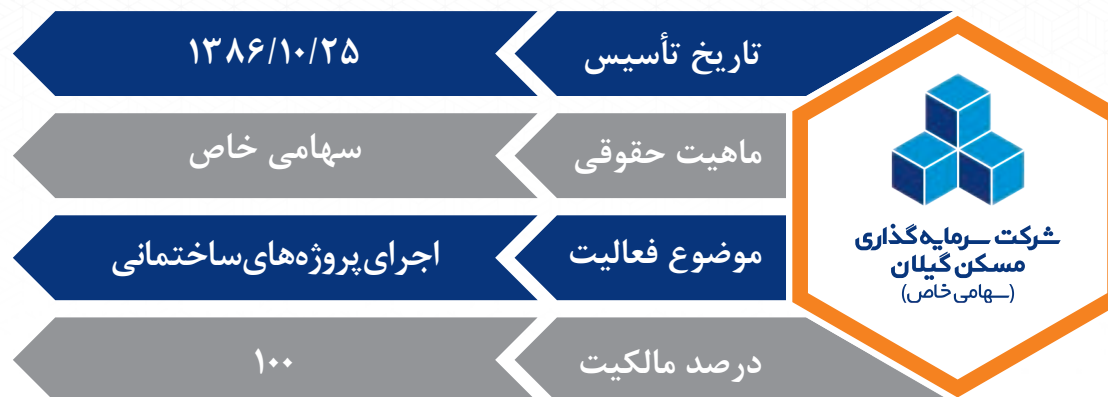 شرکت سرمایه‌گذاری
مسکن گیلان
(سهامی خاص)
تاریخ تأسیس
۱۳۸۶/۱۰/۲۵
ماهیت حقوقی
سهامی خاص
موضوع فعالیت
اجرای پروژه‌های ساختمانی
درصد مالکیت
۱۰۰